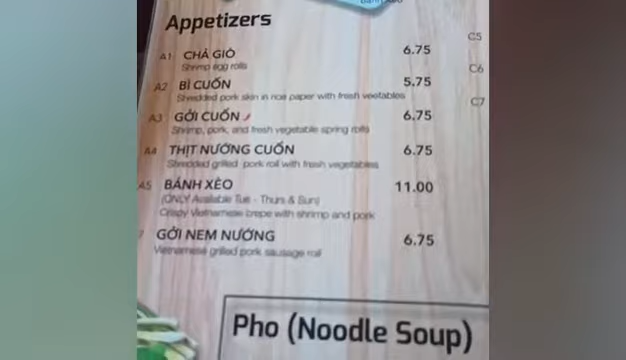 Appetizers
C5
A1 CHẢ GIÒ 6.75
Shrimp egg rolls
C6
A2 BÌ CUỐN 5.75
Shredded pork skin in rice paper with fresh veetables
C7
A3 GỞI CUỐN 6.75
Shrimp, pork, and fresh vegetable spring rolls
A4 THỊT NƯỚNG CUỐN 6.75
Shredded grilled pork roll with fresh vegetables
A5 BÁNH XÈO 11.00
(ONLY Available Tue - Thurs & Sun)
Crispy Vietnamese crepe with shrimp and pork
7 GỞI NEM NƯỚNG 6.75
Vietnamese grilled pork sausage roll
Pho (Noodle Soup)